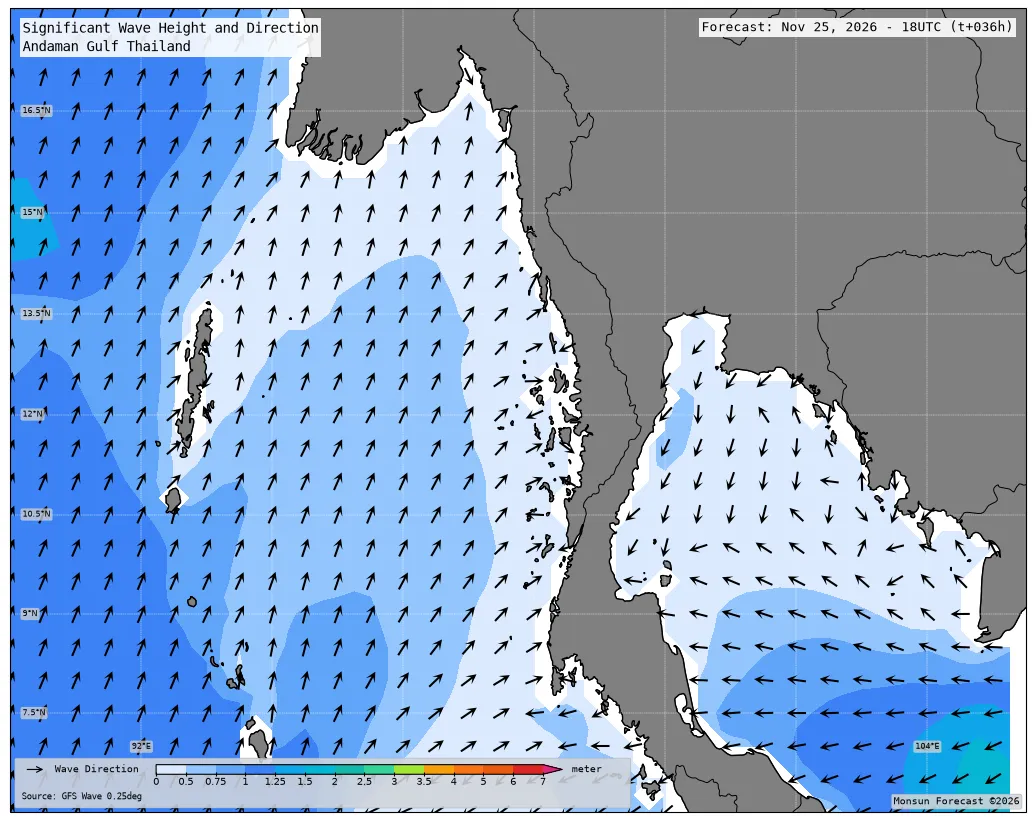 Significant Wave Height and Direction
Andaman Gulf Thailand
Forecast: Nov 25, 2026 - 18UTC (t+036h)
16.5°N
15°N
13.5°N
12°N
10.5°N
9°N
7.5°N
92°E
104°E
Wave Direction
meter
0.5 0.75 1 1.25 1.5 2 2.5 3 3.5 4 5 6 7
Source: GFS Wave 0.25deg
Monsun Forecast ©2026